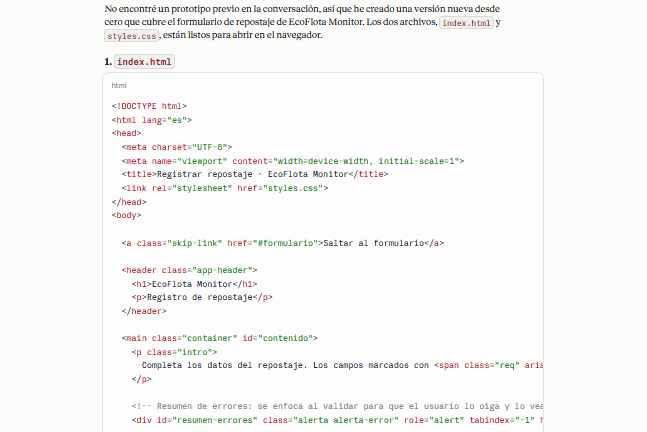 No encontré un prototipo previo en la conversación, así que he creado una versión nueva desde
cero que cubre el formulario de repostaje de EcoFlota Monitor. Los dos archivos, index.html y
styles.css, están listos para abrir en el navegador.
1. index.html
html
<!DOCTYPE html>
<html lang="es">
<head>
<meta charset="UTF-8">
<meta name="viewport" content="width=device-width, initial-scale=1">
<title>Registrar repostaje · EcoFlota Monitor</title>
<link rel="stylesheet" href="styles.css">
</head>
<body>
<a class="skip-link" href="#formulario">Saltar al formulario</a>
<header class="app-header">
<h1>EcoFlota Monitor</h1>
<p>Registro de repostaje</p>
</header>
<main class="container" id="contenido">
<p class="intro">
Completa los datos del repostaje. Los campos marcados con <span class="req" aria
</p>
<!-- Resumen de errores: se enfoca al validar para que el usuario lo oiga y lo vea
<div id="resumen-errores" class="alerta alerta-error" role="alert" tabindex="-1" h